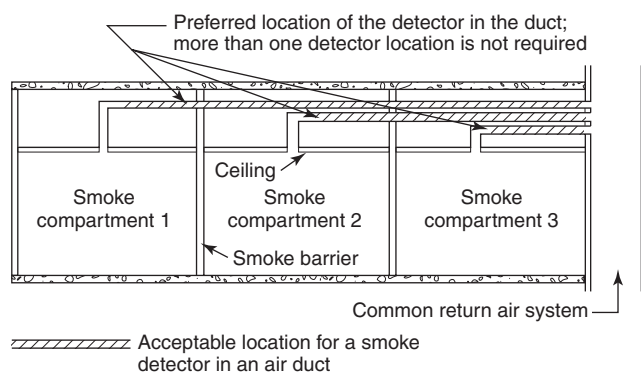 Preferred location of the detector in the duct;
more than one detector location is not required
Ceiling
Smoke
compartment 1
Smoke
compartment 2
Smoke
compartment 3
Smoke barrier
Common return air system
Acceptable location for a smoke
detector in an air duct